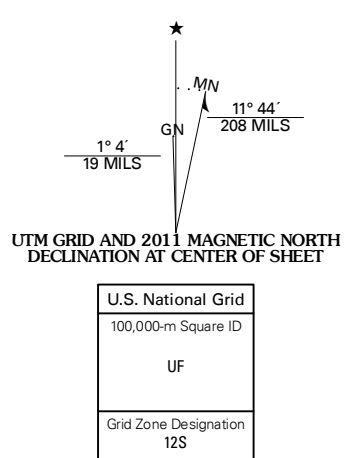 MN
11° 44´
208 MILS
GN
1° 4´
19 MILS
UTM GRID AND 2011 MAGNETIC NORTH
DECLINATION AT CENTER OF SHEET
U.S. National Grid
100,000-m Square ID
UF
Grid Zone Designation
12S